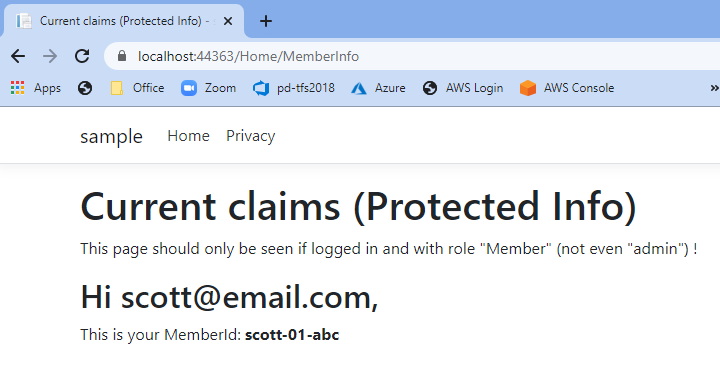 Current claims (Protected Info) - s
localhost:44363/Home/MemberInfo
Apps Office Zoom pd-tfs2018 Azure AWS Login AWS Console »
sample Home Privacy
Current claims (Protected Info)
This page should only be seen if logged in and with role "Member" (not even "admin") !
Hi scott@email.com,
This is your MemberId: scott-01-abc